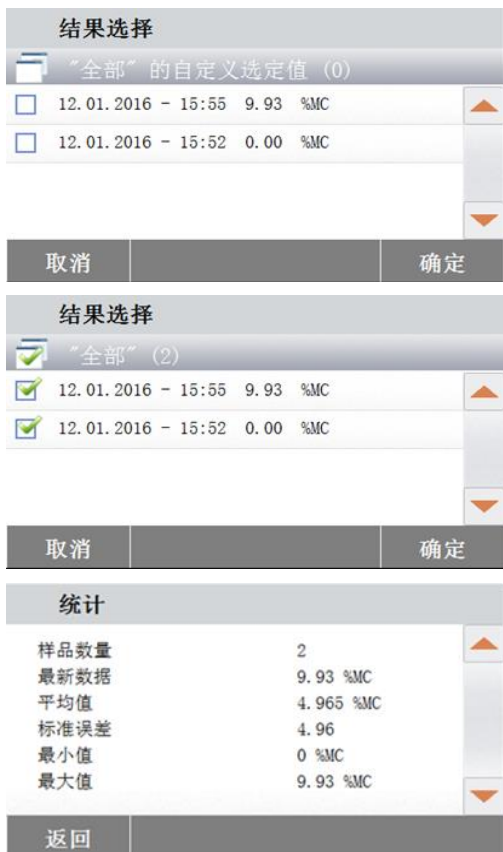 结果选择
"全部" 的自定义选定值 (0)
12.01.2016 - 15:55 9.93 %MC
12.01.2016 - 15:52 0.00 %MC
取消 确定
结果选择
"全部" (2)
12.01.2016 - 15:55 9.93 %MC
12.01.2016 - 15:52 0.00 %MC
取消 确定
统计
样品数量 2
最新数据 9.93 %MC
平均值 4.965 %MC
标准误差 4.96
最小值 0 %MC
最大值 9.93 %MC
返回